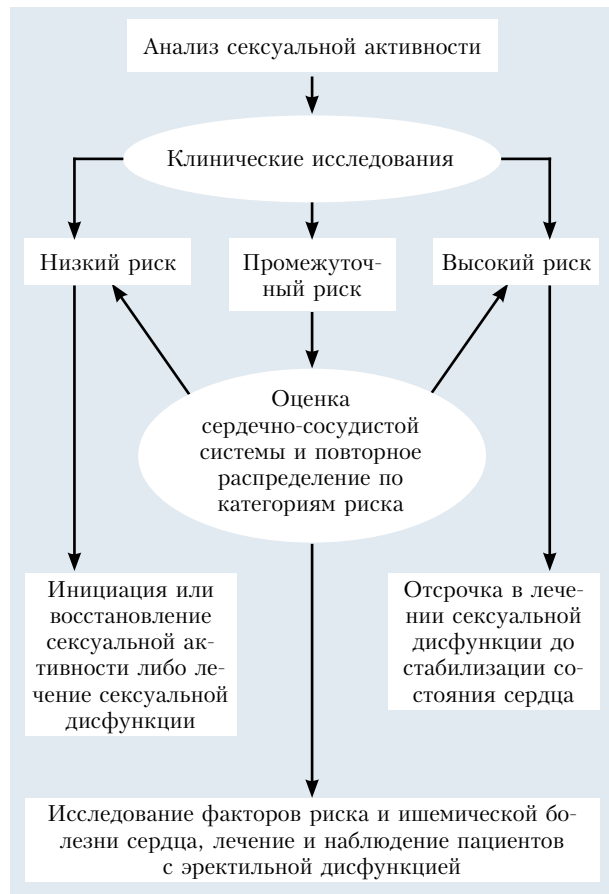 Анализ сексуальной активности
Клинические исследования
Низкий риск
Промежуточ-
ный риск
Высокий риск
Оценка
сердечно-сосудистой
системы и повторное
распределение по
категориям риска
Инициация или
восстановление
сексуальной ак-
тивности либо ле-
чение сексуальной
дисфункции
Отсрочка в лече-
нии сексуальной
дисфункции до
стабилизации со-
стояния сердца
Исследование факторов риска и ишемической бо-
лезни сердца, лечение и наблюдение пациентов
с эректильной дисфункцией